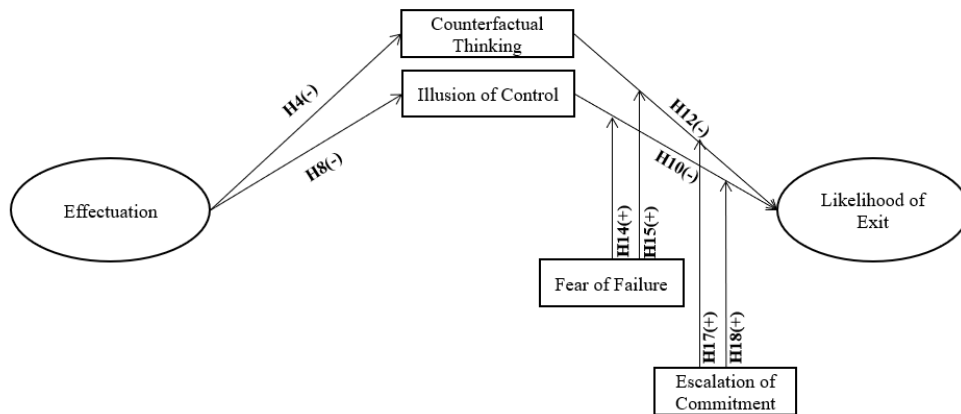 Counterfactual
Thinking
H4(-)
Illusion of Control
H12(-)
H8(-)
H10(-)
Effectuation
Likelihood of
Exit
H14(+)
H15(+)
Fear of Failure
H17(+)
H18(+)
Escalation of
Commitment